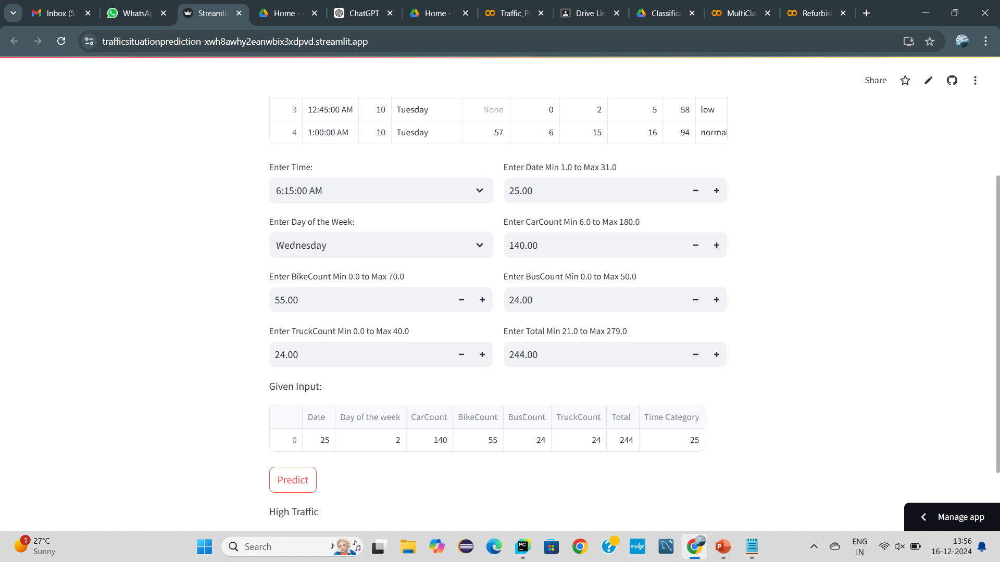 Inbox (5,
WhatsAp
Streamlit
Home -
ChatGPT
Home -
Traffic_P
Drive Lin
Classifica
MultiCla
Refurbis
trafficsituationprediction-xwh8awhy2eanwbix3xdpvd.streamlit.app
Share
3 12:45:00 AM 10 Tuesday None 0 2 5 58 low
4 1:00:00 AM 10 Tuesday 57 6 15 16 94 normal
Enter Time: Enter Date Min 1.0 to Max 31.0
6:15:00 AM 25.00
Enter Day of the Week: Enter CarCount Min 6.0 to Max 180.0
Wednesday 140.00
Enter BikeCount Min 0.0 to Max 70.0 Enter BusCount Min 0.0 to Max 50.0
55.00 24.00
Enter TruckCount Min 0.0 to Max 40.0 Enter Total Min 21.0 to Max 279.0
24.00 244.00
Given Input:
Date Day of the week CarCount BikeCount BusCount TruckCount Total Time Category
0 25 2 140 55 24 24 244 25
Predict
High Traffic
Manage app
1 27°C
Sunny
Search
PC
myhp
P
ENG
IN
13:56
16-12-2024